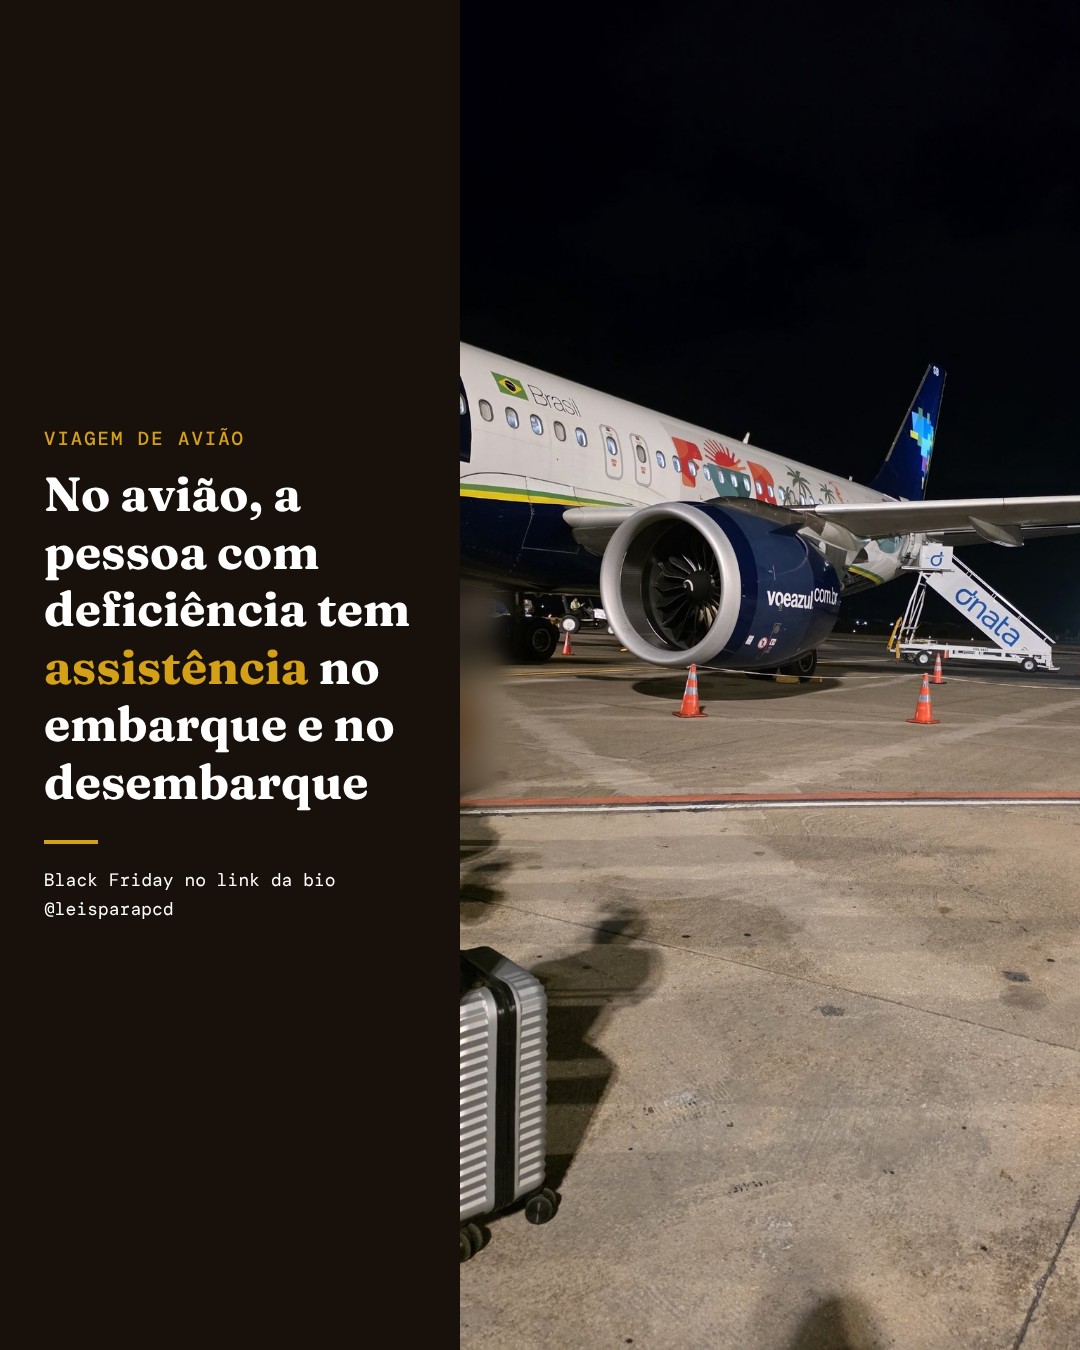 VIAGEM DE AVIÃO
No avião, a
pessoa com
deficiência tem
assistência no
embarque e no
desembarque
Black Friday no link da bio
@leisparapcd
Brasil
voeazul.com.br
dnata